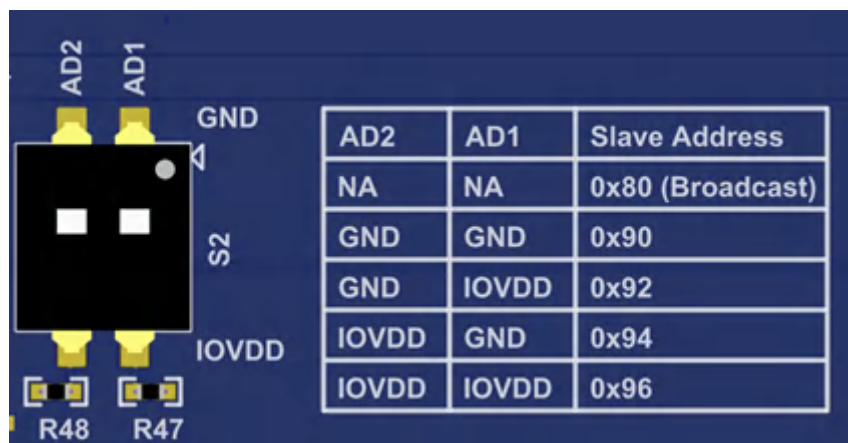 AD2 AD1
GND
S2
IOVDD
R48 R47
AD2 AD1 Slave Address
NA NA 0x80 (Broadcast)
GND GND 0x90
GND IOVDD 0x92
IOVDD GND 0x94
IOVDD IOVDD 0x96